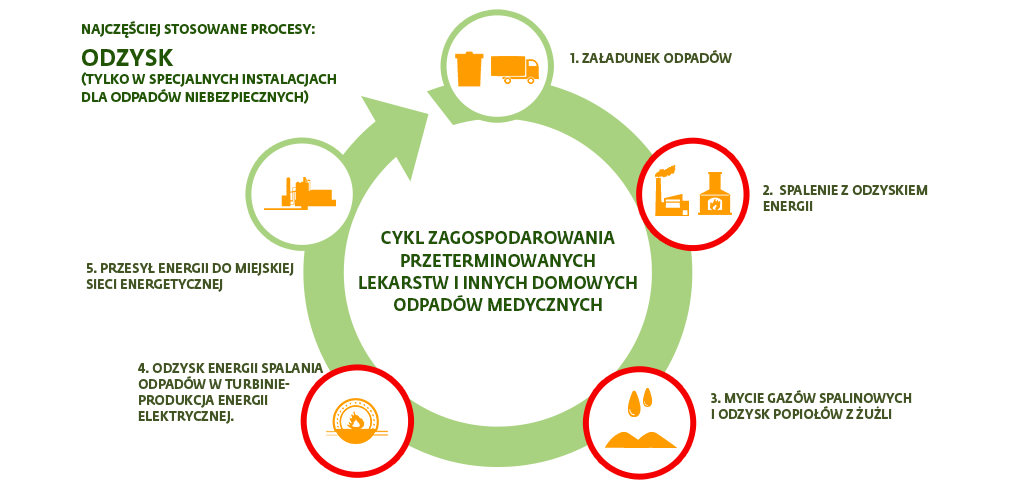 NAJCZĘŚCIEJ STOSOWANE PROCESY:
ODZYSK
(TYLKO W SPECJALNYCH INSTALACJACH
DLA ODPADÓW NIEBEZPIECZNYCH)
1. ZAŁADUNEK ODPADÓW
2. SPALENIE Z ODZYSKIEM
ENERGII
CYKL ZAGOSPODAROWANIA
PRZETERMINOWANYCH
LEKARSTW I INNYCH DOMOWYCH
ODPADÓW MEDYCZNYCH
5. PRZESYŁ ENERGII DO MIEJSKIEJ
SIECI ENERGETYCZNEJ
4. ODZYSK ENERGII SPALANIA
ODPADÓW W TURBINIE-
PRODUKCJA ENERGII
ELEKTRYCZNEJ.
3. MYCIE GAZÓW SPALINOWYCH
I ODZYSK POPIOŁÓW Z ŻUŻLI